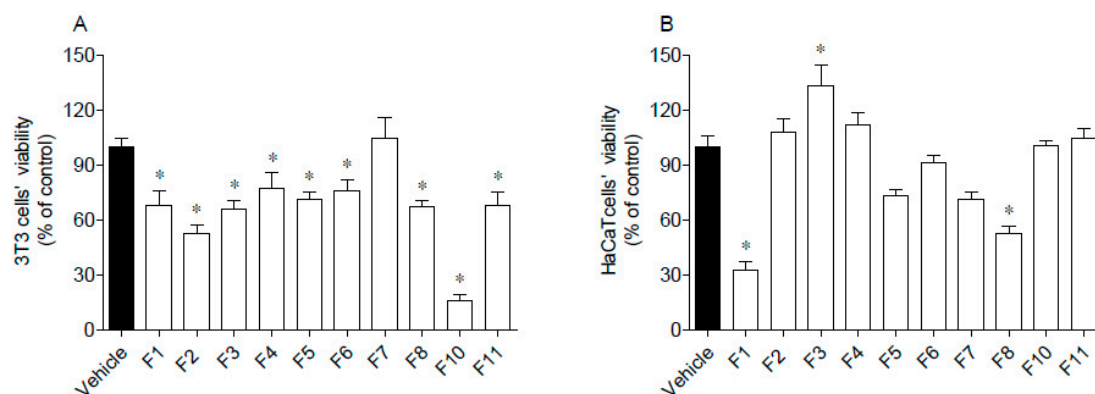 A
3T3 cells' viability
(% of control)
150
120
90
60
30
0
*
*
*
*
*
*
*
*
*
Vehicle
F1
F2
F3
F4
F5
F6
F7
F8
F10
F11
B
HaCaTcells' viability
(% of control)
150
120
90
60
30
0
*
*
*
Vehicle
F1
F2
F3
F4
F5
F6
F7
F8
F10
F11